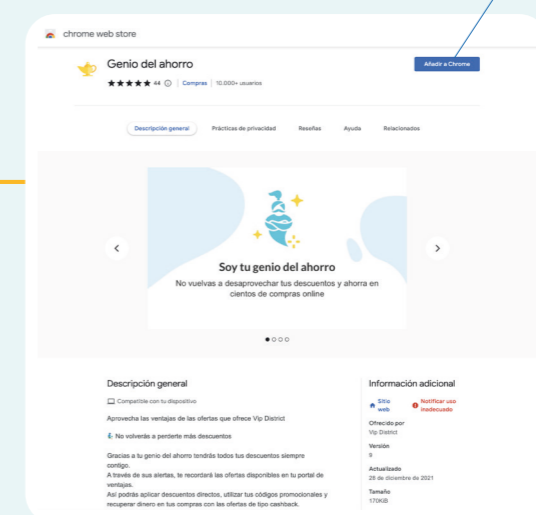 chrome web store
Genio del ahorro
Añadir a Chrome
★★★★★ 44 | Compras | 10.000+ usuarios
Descripción general Prácticas de privacidad Reseñas Ayuda Relacionados
Soy tu genio del ahorro
No vuelvas a desaprovechar tus descuentos y ahorra en
cientos de compras online
Descripción general
Compatible con tu dispositivo
Aprovecha las ventajas de las ofertas que ofrece Vip District
No volverás a perderte más descuentos
Gracias a tu genio del ahorro tendrás todos tus descuentos siempre
contigo.
A través de sus alertas, te recordará las ofertas disponibles en tu portal de
ventajas.
Así podrás aplicar descuentos directos, utilizar tus códigos promocionales y
recuperar dinero en tus compras con las ofertas de tipo cashback.
Información adicional
Sitio web
Notificar uso inadecuado
Ofrecido por
Vip District
Versión
9
Actualizado
28 de diciembre de 2021
Tamaño
170KiB